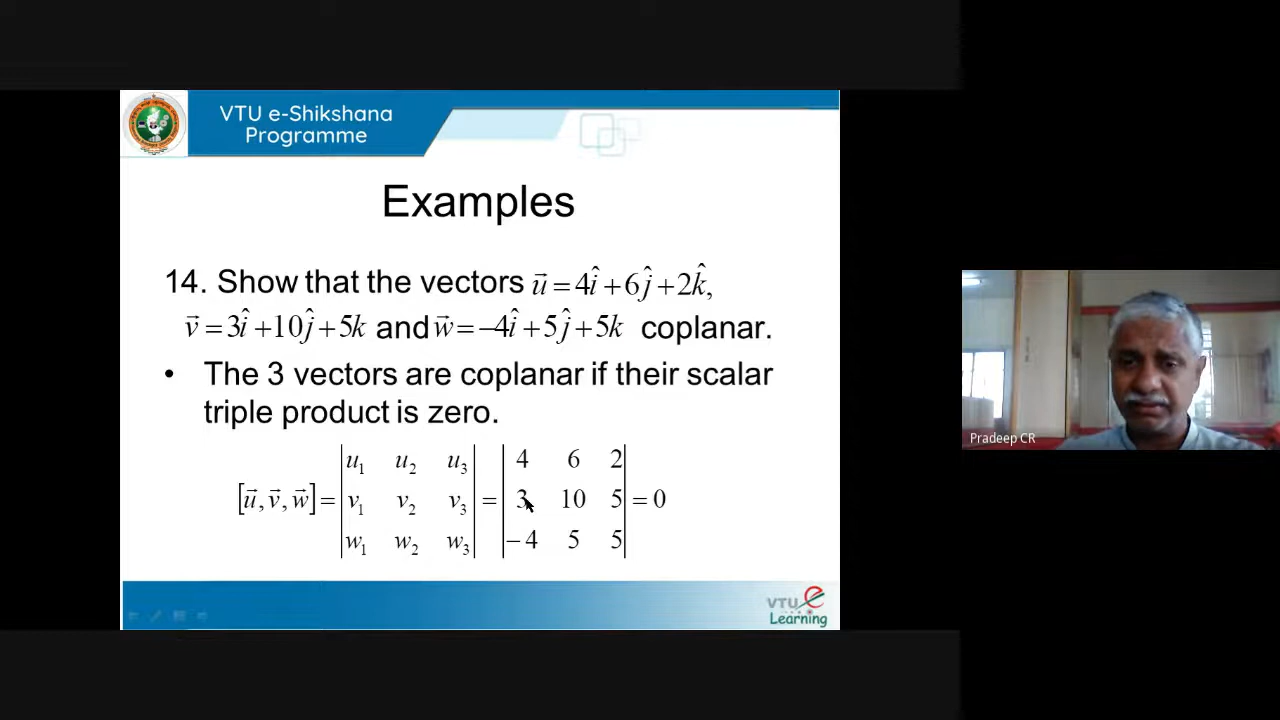 VTU e-Shikshana
Programme
Examples
14. Show that the vectors u⃗ = 4î + 6ĵ + 2k̂,
v⃗ = 3î + 10ĵ + 5k and w⃗ = −4î + 5ĵ + 5k coplanar.
• The 3 vectors are coplanar if their scalar
triple product is zero.
[u⃗, v⃗, w⃗] = |u₁ u₂ u₃; v₁ v₂ v₃; w₁ w₂ w₃| = |4 6 2; 3 10 5; −4 5 5| = 0
Pradeep CR
VTU e
Learning